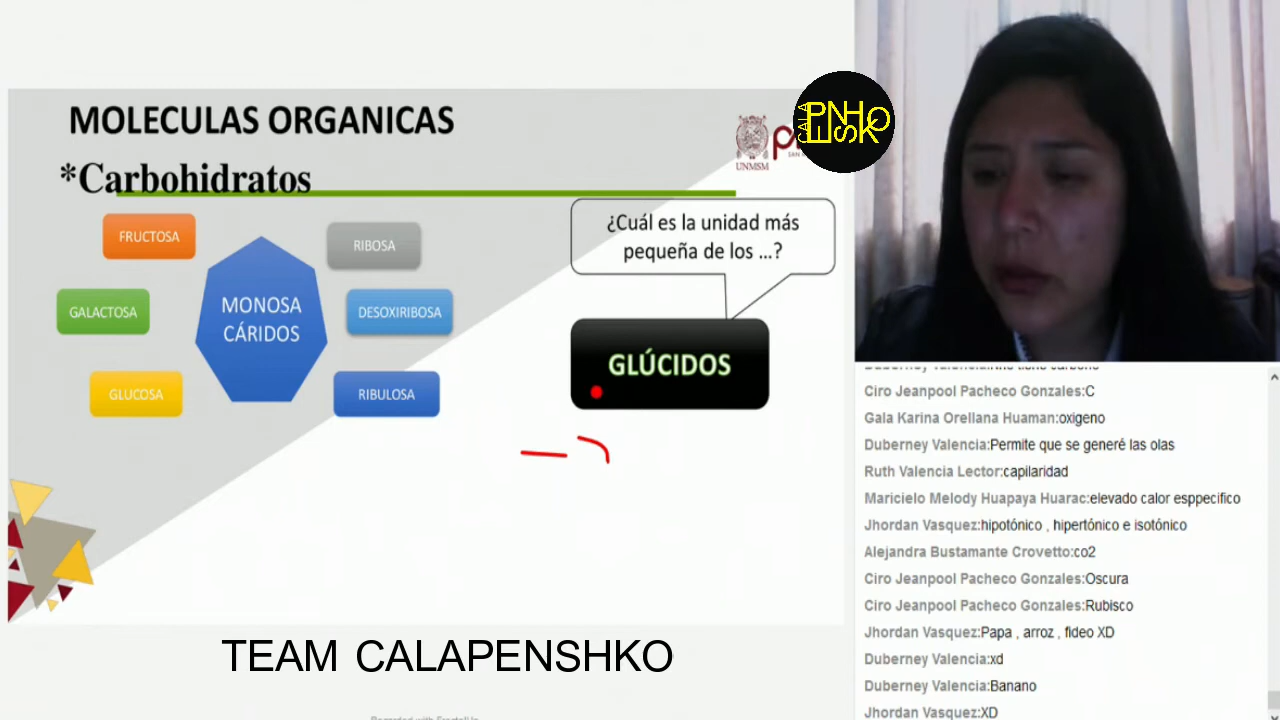 MOLECULAS ORGANICAS
*Carbohidratos
FRUCTOSA
GALACTOSA
GLUCOSA
MONOSA
CÁRIDOS
RIBOSA
DESOXIRIBOSA
RIBULOSA
UNMSM
CALA
PENHO
ESK
¿Cuál es la unidad más
pequeña de los ...?
GLÚCIDOS
TEAM CALAPENSHKO
Ciro Jeanpool Pacheco Gonzales:C
Gala Karina Orellana Huaman:oxigeno
Duberney Valencia:Permite que se generé las olas
Ruth Valencia Lector:capilaridad
Maricielo Melody Huapaya Huarac:elevado calor esppecifico
Jhordan Vasquez:hipotónico , hipertónico e isotónico
Alejandra Bustamante Crovetto:co2
Ciro Jeanpool Pacheco Gonzales:Oscura
Ciro Jeanpool Pacheco Gonzales:Rubisco
Jhordan Vasquez:Papa , arroz , fideo XD
Duberney Valencia:xd
Duberney Valencia:Banano
Jhordan Vasquez:XD